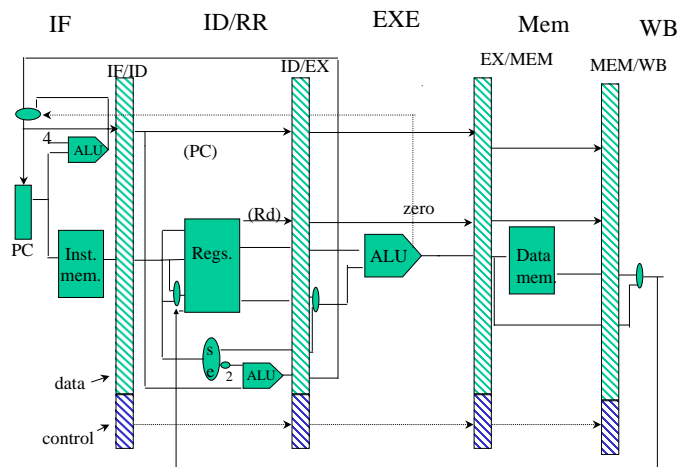 IF ID/RR EXE Mem WB
IF/ID ID/EX EX/MEM MEM/WB
4
ALU
(PC)
(Rd)
zero
PC
Inst.
mem.
Regs.
ALU
Data
mem.
s
e
2
ALU
data
control